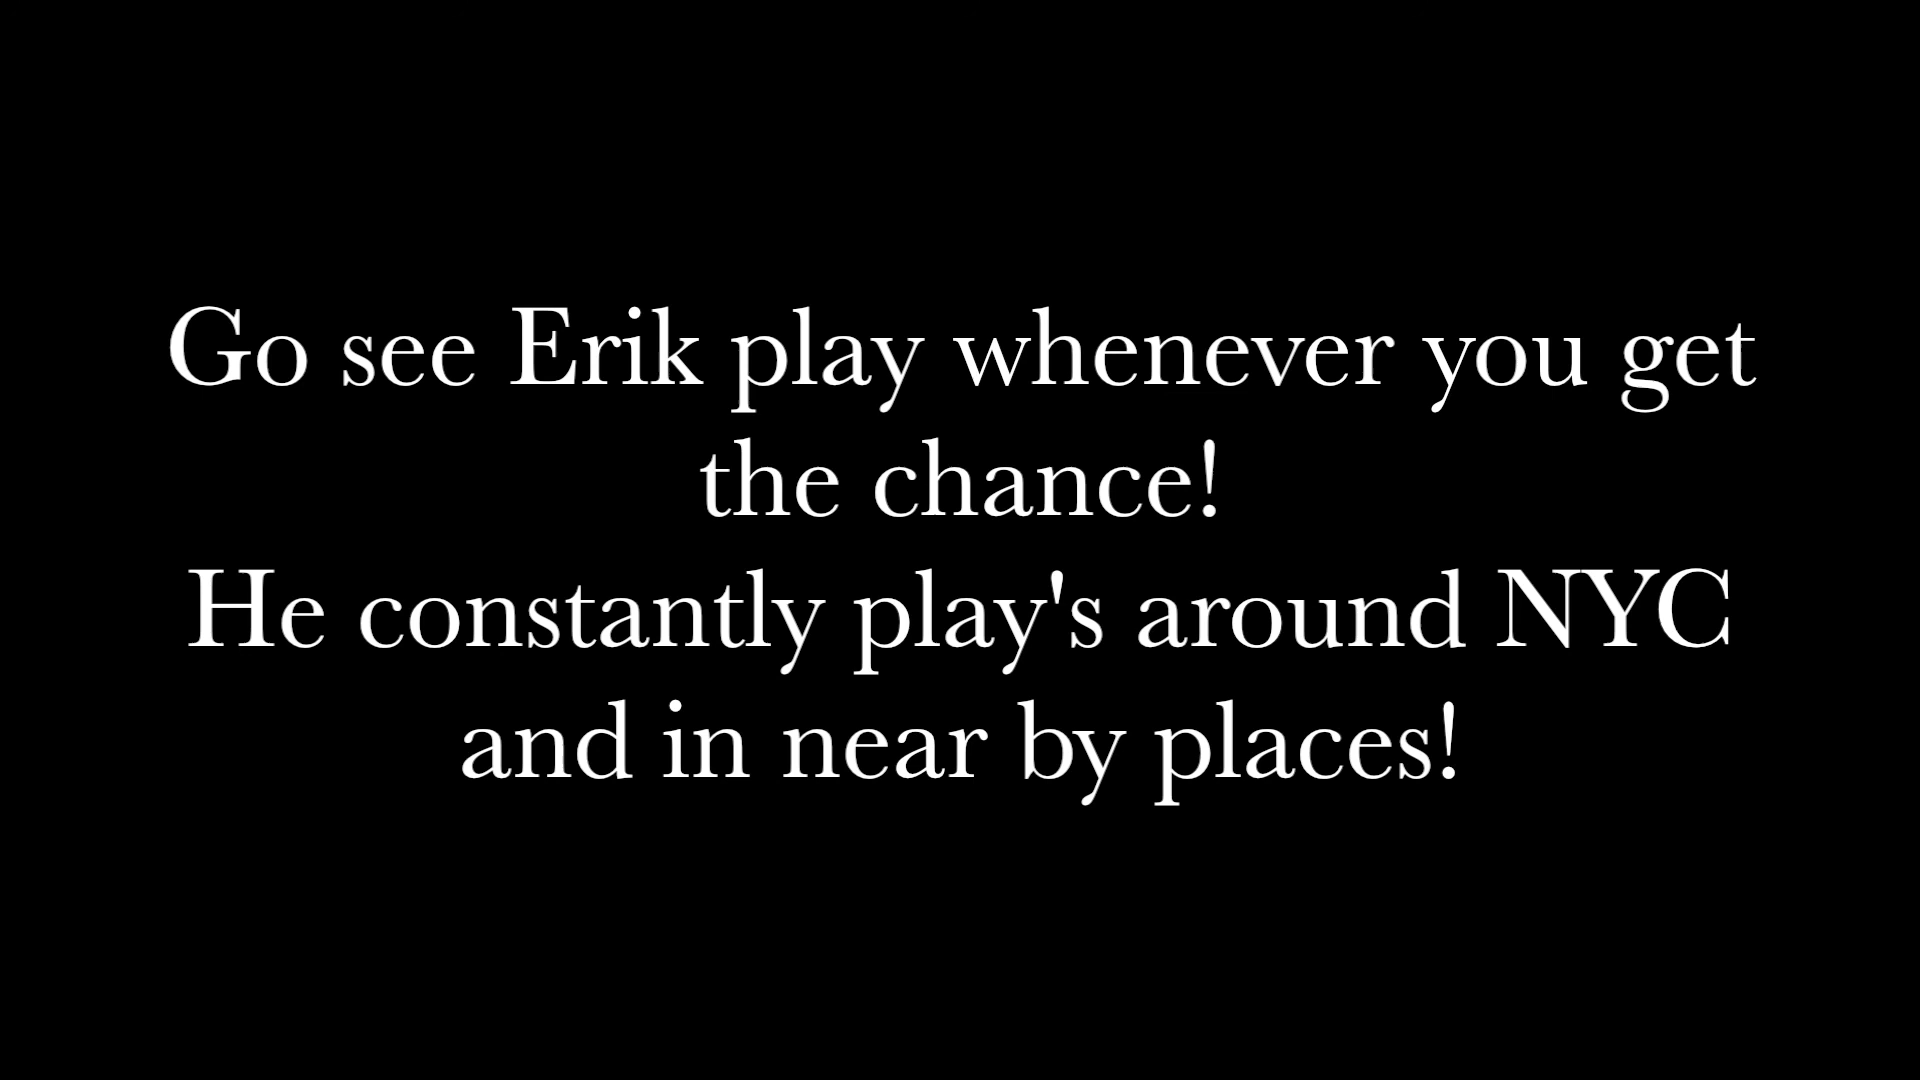 Go see Erik play whenever you get
the chance!
He constantly play's around NYC
and in near by places!